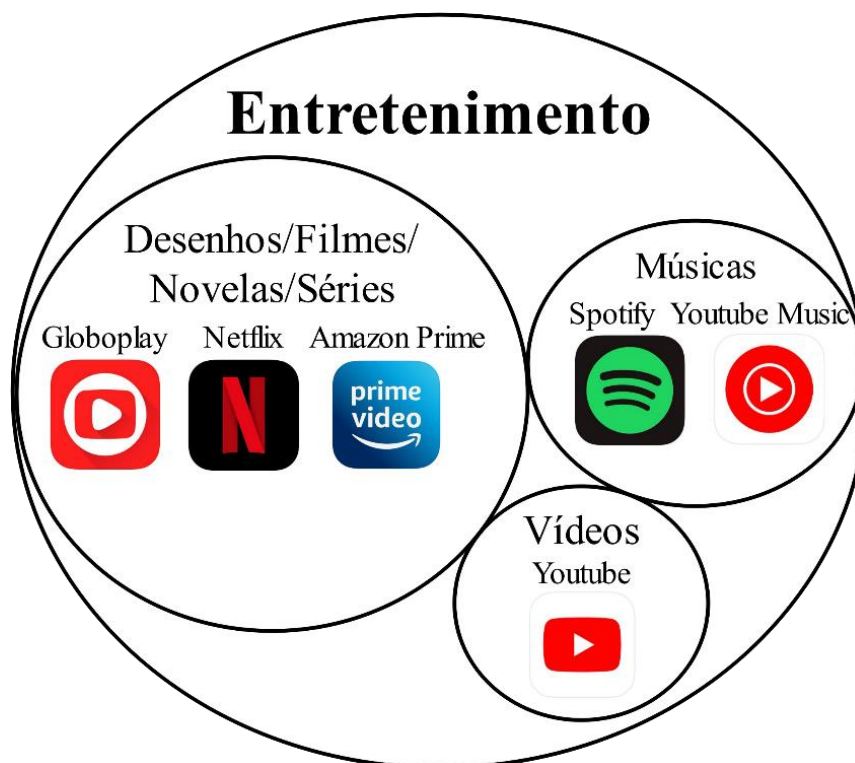 Entretenimento
Desenhos/Filmes/
Novelas/Séries
Globoplay Netflix Amazon Prime
prime
video
Músicas
Spotify Youtube Music
Vídeos
Youtube